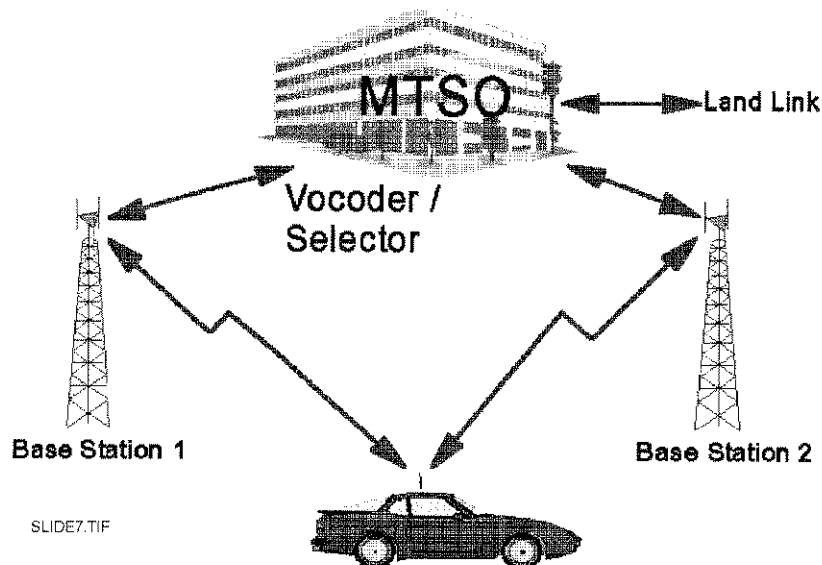 MTSO
Land Link
Vocoder /
Selector
Base Station 1
Base Station 2
SLIDE7.TIF